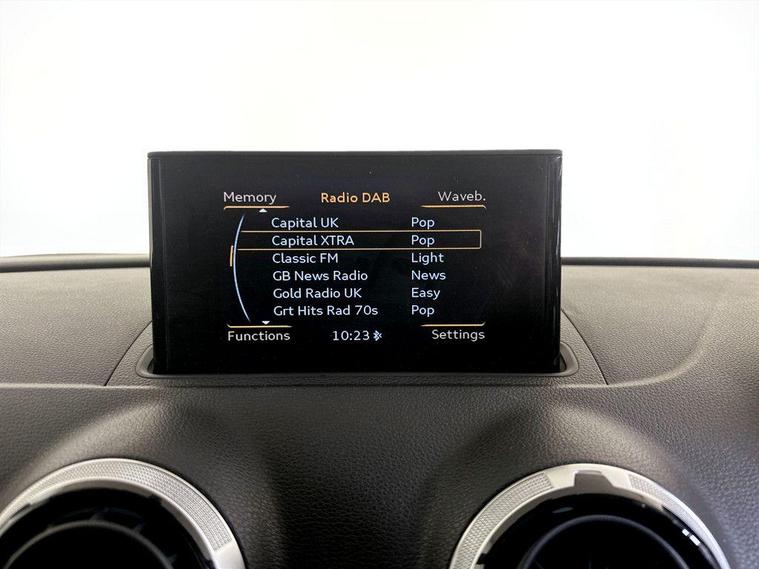 Memory Radio DAB Waveb.
Capital UK Pop
Capital XTRA Pop
Classic FM Light
GB News Radio News
Gold Radio UK Easy
Grt Hits Rad 70s Pop
Functions 10:23 Settings